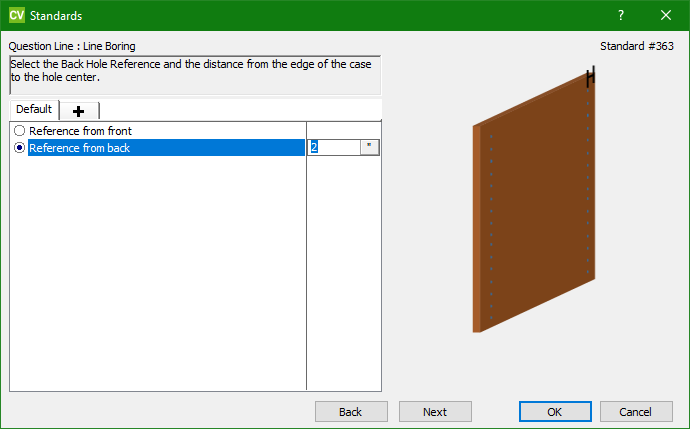 CV Standards ?
Question Line : Line Boring
Standard #363
Select the Back Hole Reference and the distance from the edge of the case
to the hole center.
Default
Reference from front
Reference from back 2 "
Back Next OK Cancel